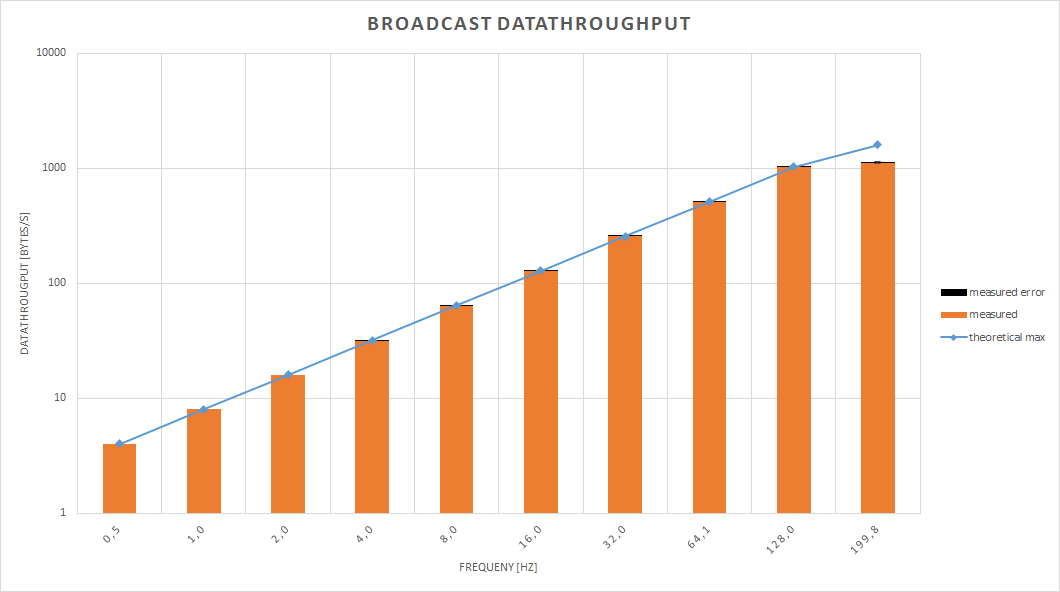 BROADCAST DATATHROUGHPUT
10000
1000
100
10
1
DATATHROUGPUT [BYTES/S]
0,5
1,0
2,0
4,0
8,0
16,0
32,0
64,1
128,0
199,8
FREQUENY [HZ]
measured error
measured
theoretical max